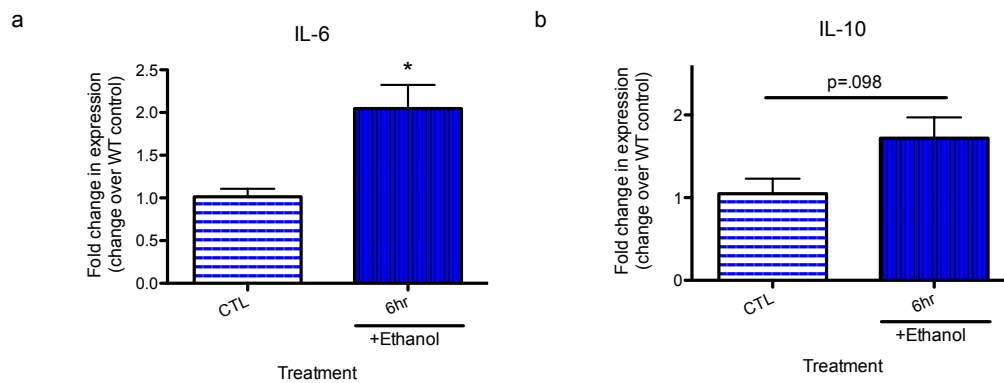 a
IL-6
Fold change in expression
(change over WT control)
2.5
2.0
1.5
1.0
0.5
0.0
*
CTL
6hr
+Ethanol
Treatment
b
IL-10
Fold change in expression
(change over WT control)
2
1
0
p=.098
CTL
6hr
+Ethanol
Treatment